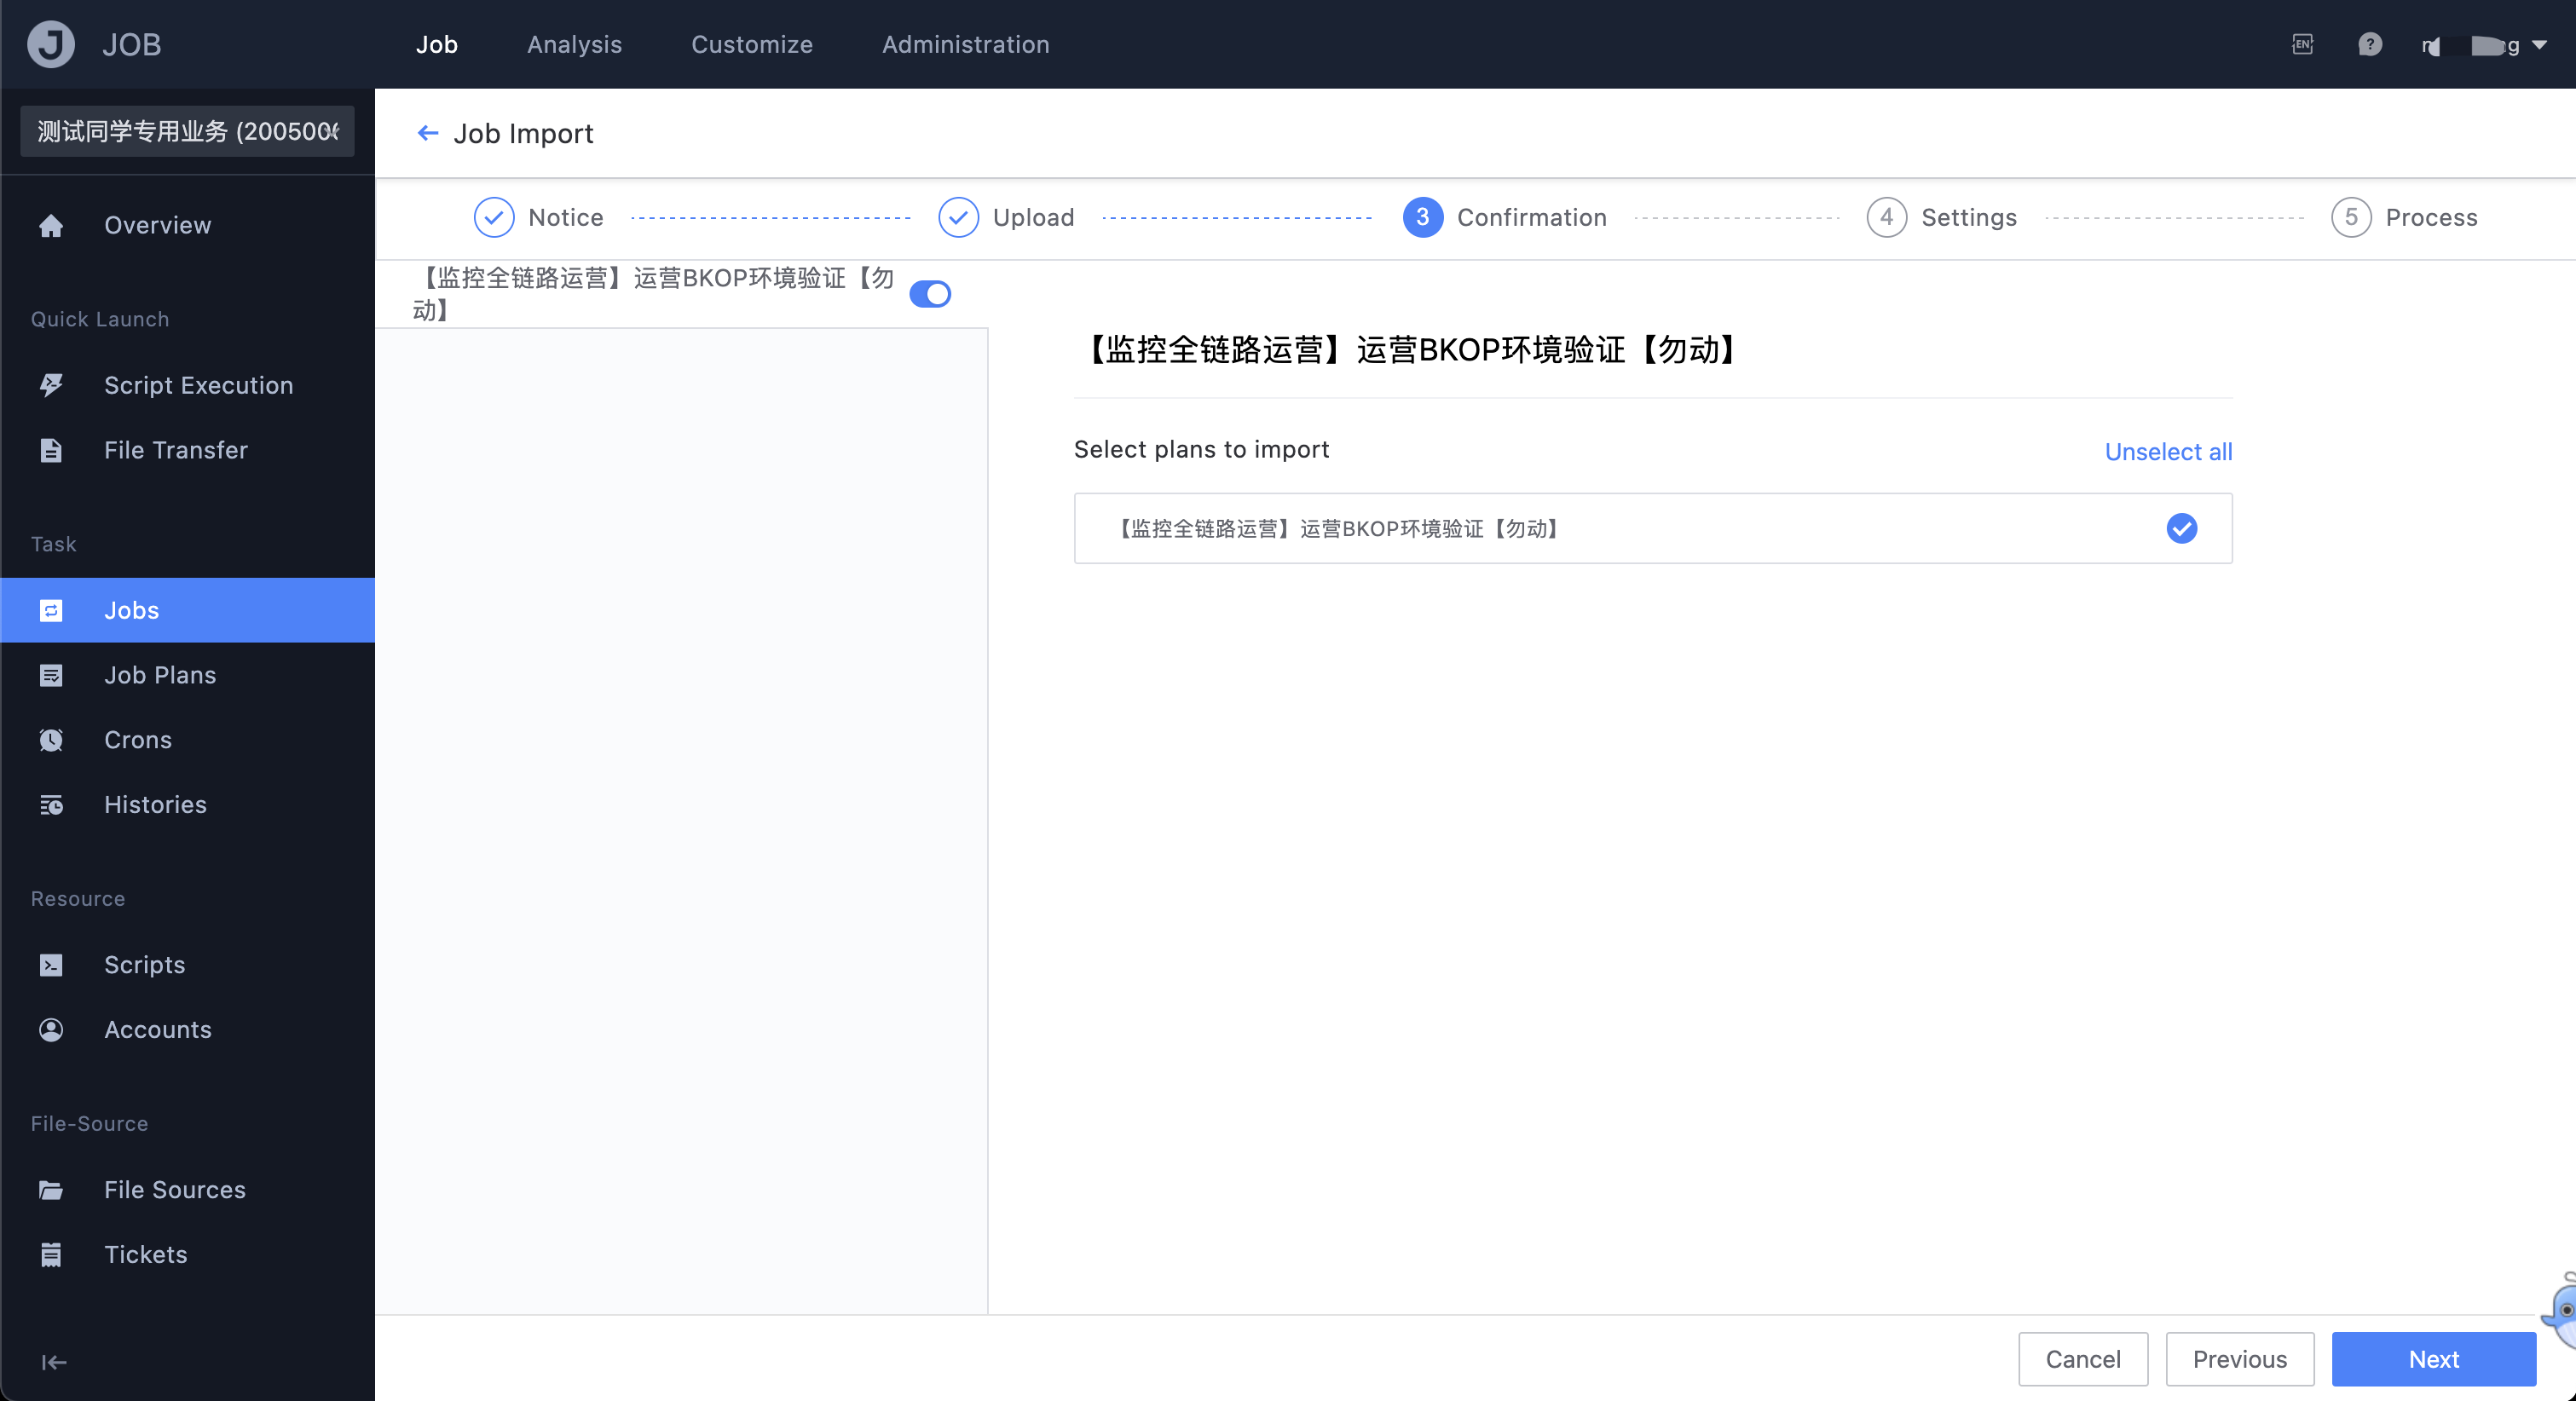 JOB
Job
Analysis
Customize
Administration
EN
测试同学专用业务 (200500
Overview
Quick Launch
Script Execution
File Transfer
Task
Jobs
Job Plans
Crons
Histories
Resource
Scripts
Accounts
File-Source
File Sources
Tickets
Job Import
Notice
Upload
3 Confirmation
4 Settings
5 Process
【监控全链路运营】运营BKOP环境验证【勿
动】
【监控全链路运营】运营BKOP环境验证【勿动】
Select plans to import
Unselect all
【监控全链路运营】运营BKOP环境验证【勿动】
Cancel
Previous
Next